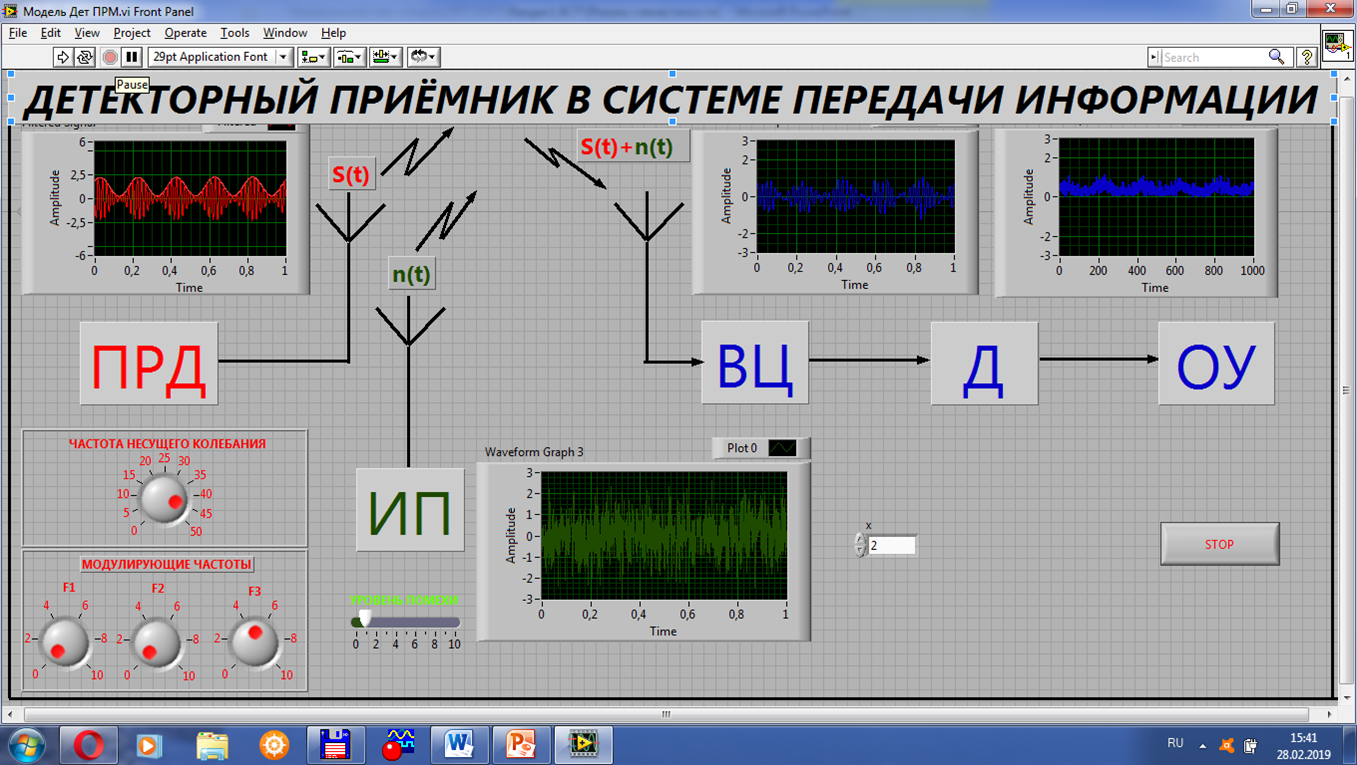 Модель Дет ПРМ.vi Front Panel
File Edit View Project Operate Tools Window Help
29pt Application Font
Search
Pause
ДЕТЕКТОРНЫЙ ПРИЁМНИК В СИСТЕМЕ ПЕРЕДАЧИ ИНФОРМАЦИИ
Amplitude
6
2,5
0
-2,5
-6
0 0,2 0,4 0,6 0,8 1
Time
S(t)
n(t)
S(t)+n(t)
Amplitude
3
2
0
-2
-3
0 0,2 0,4 0,6 0,8 1
Time
Amplitude
3
2
0
-2
-3
0 200 400 600 800 1000
Time
ПРД
ВЦ
Д
ОУ
ЧАСТОТА НЕСУЩЕГО КОЛЕБАНИЯ
0 5 10 15 20 25 30 35 40 45 50
МОДУЛИРУЮЩИЕ ЧАСТОТЫ
F1 F2 F3
0 2 4 6 8 10
0 2 4 6 8 10
0 2 4 6 8 10
ИП
УРОВЕНЬ ПОМЕХИ
0 2 4 6 8 10
Waveform Graph 3
Plot 0
Amplitude
3
2
1
0
-1
-2
-3
0 0,2 0,4 0,6 0,8 1
Time
x
2
STOP
RU
15:41
28.02.2019